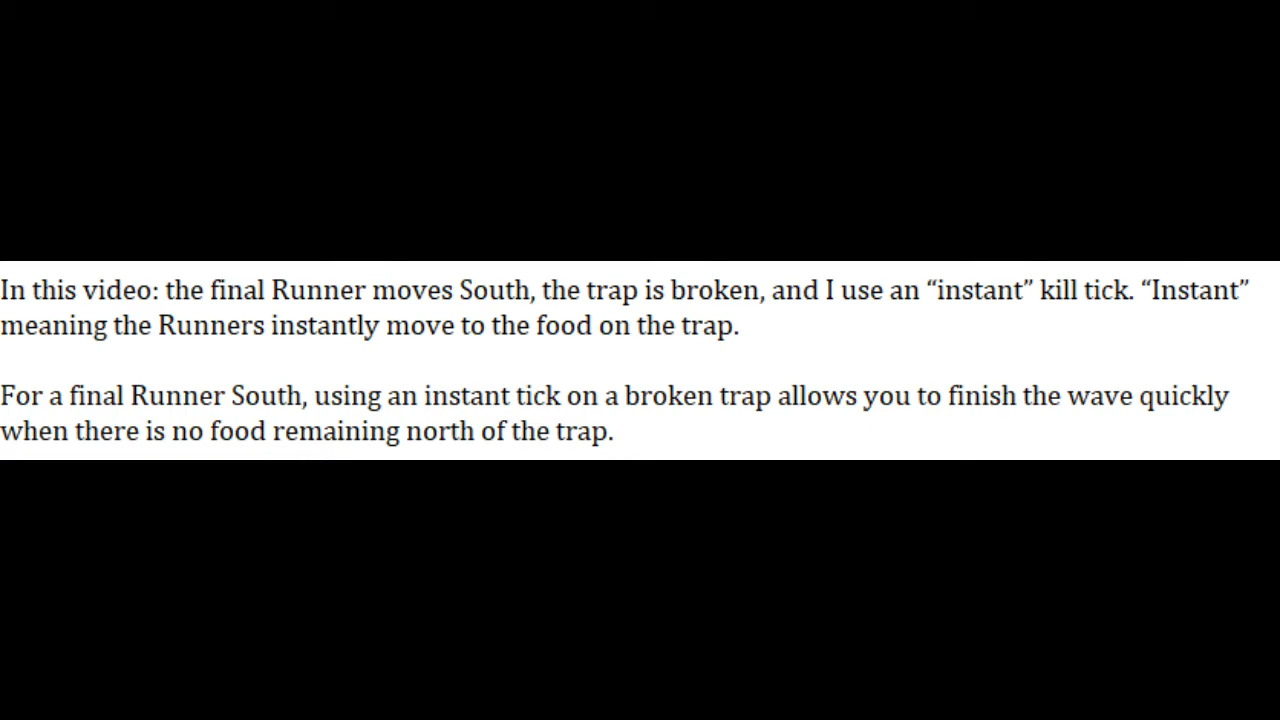 In this video: the final Runner moves South, the trap is broken, and I use an “instant” kill tick. “Instant”
meaning the Runners instantly move to the food on the trap.
For a final Runner South, using an instant tick on a broken trap allows you to finish the wave quickly
when there is no food remaining north of the trap.